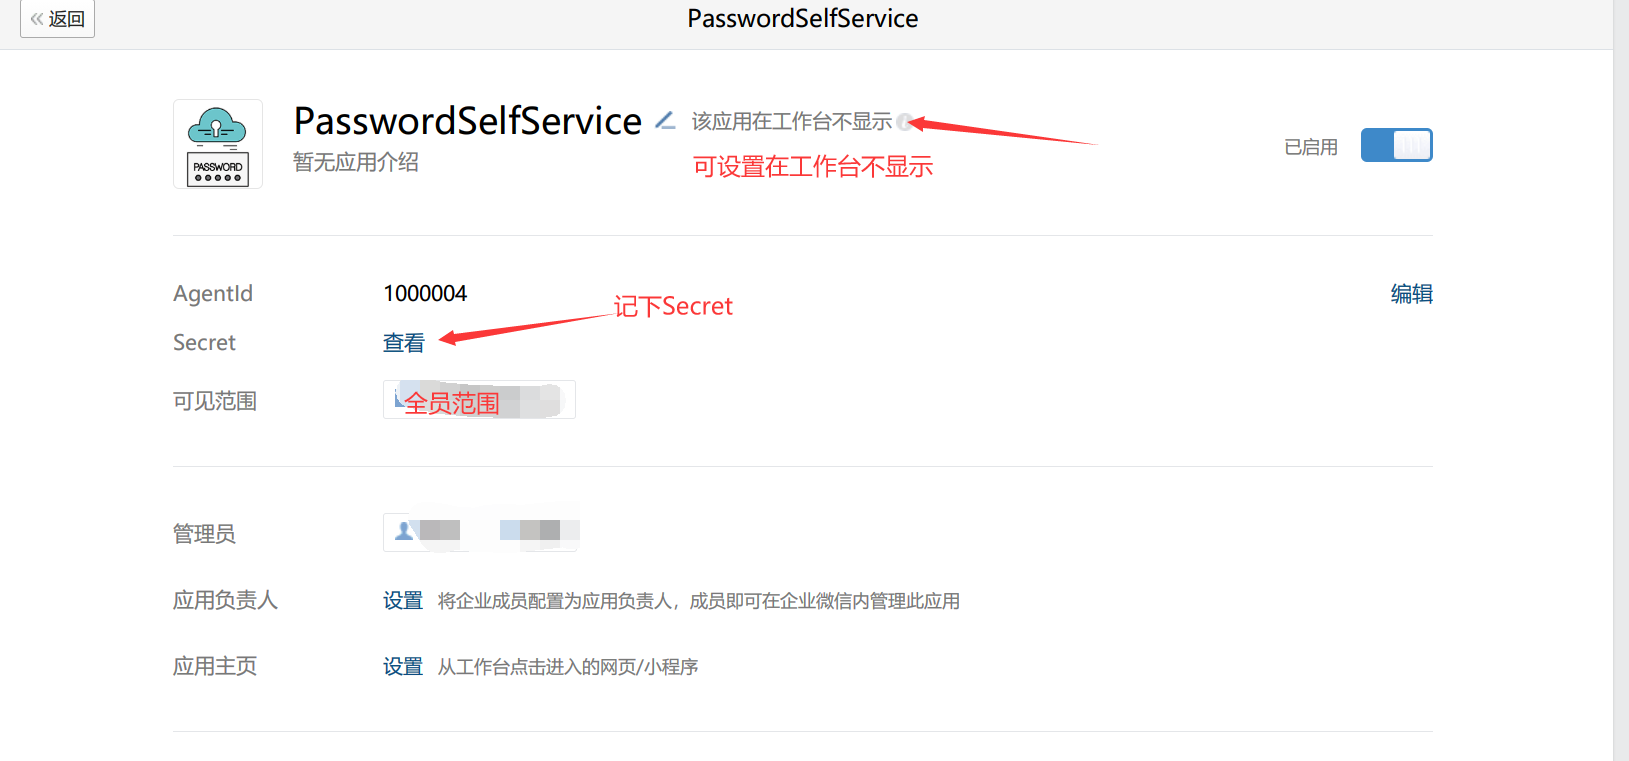 返回
PasswordSelfService
PASSWORD
PasswordSelfService 该应用在工作台不显示
暂无应用介绍
可设置在工作台不显示
已启用
AgentId 1000004 编辑
记下Secret
Secret 查看
可见范围 全员范围
管理员
应用负责人 设置 将企业成员配置为应用负责人，成员即可在企业微信内管理此应用
应用主页 设置 从工作台点击进入的网页/小程序